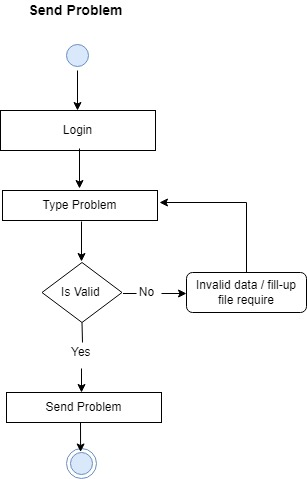 Send Problem
Login
Type Problem
Is Valid
No
Invalid data / fill-up
file require
Yes
Send Problem